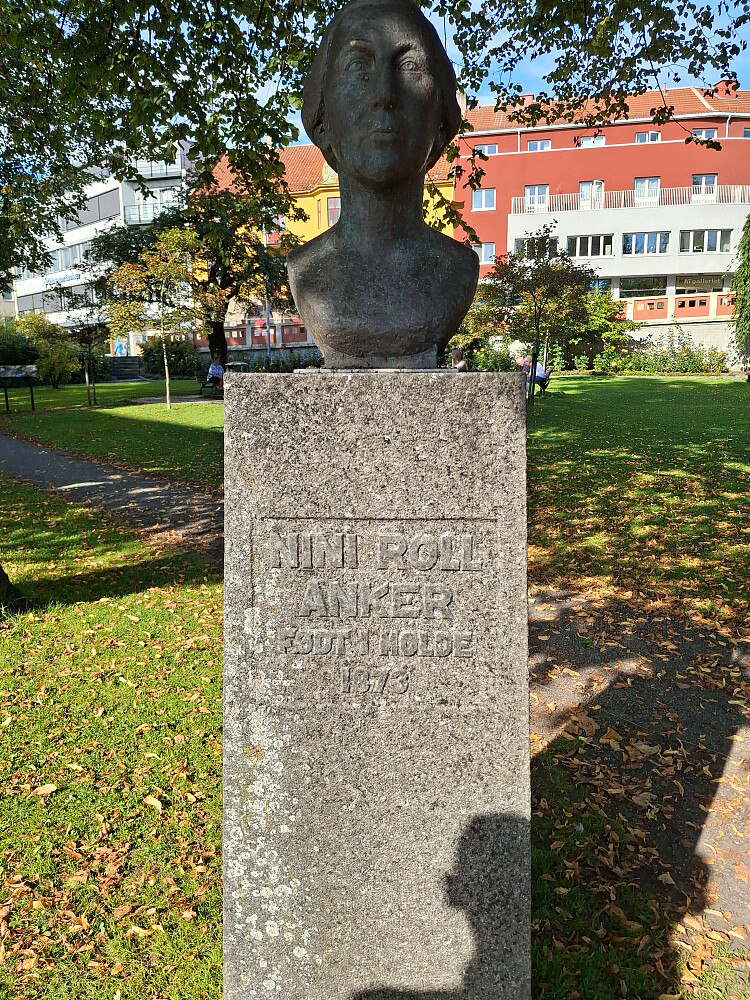 NINI ROLL
ANKER
FØDT I MOLDE
1873